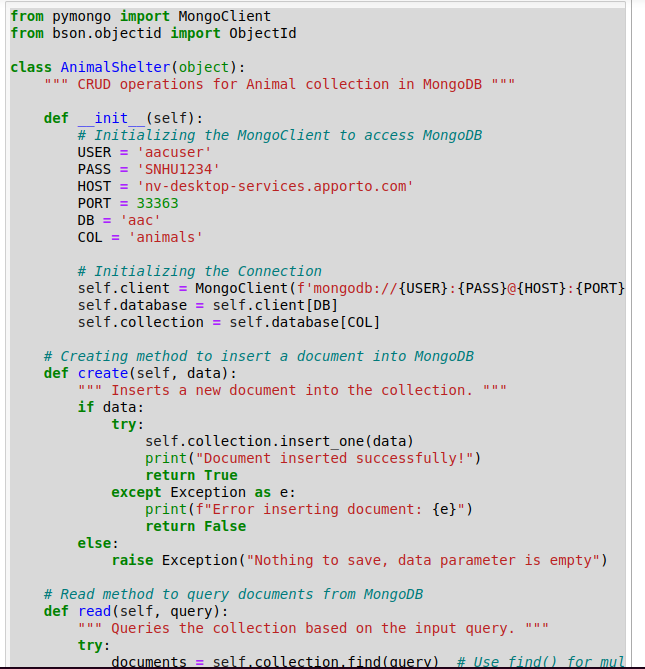 from pymongo import MongoClient
from bson.objectid import ObjectId

class AnimalShelter(object):
    """ CRUD operations for Animal collection in MongoDB """

    def __init__(self):
        # Initializing the MongoClient to access MongoDB
        USER = 'aacuser'
        PASS = 'SNHU1234'
        HOST = 'nv-desktop-services.apporto.com'
        PORT = 33363
        DB = 'aac'
        COL = 'animals'

        # Initializing the Connection
        self.client = MongoClient(f'mongodb://{USER}:{PASS}@{HOST}:{PORT}
        self.database = self.client[DB]
        self.collection = self.database[COL]

    # Creating method to insert a document into MongoDB
    def create(self, data):
        """ Inserts a new document into the collection. """
        if data:
            try:
                self.collection.insert_one(data)
                print("Document inserted successfully!")
                return True
            except Exception as e:
                print(f"Error inserting document: {e}")
                return False
        else:
            raise Exception("Nothing to save, data parameter is empty")

    # Read method to query documents from MongoDB
    def read(self, query):
        """ Queries the collection based on the input query. """
        try:
            documents = self.collection.find(query)  # Use find() for mul